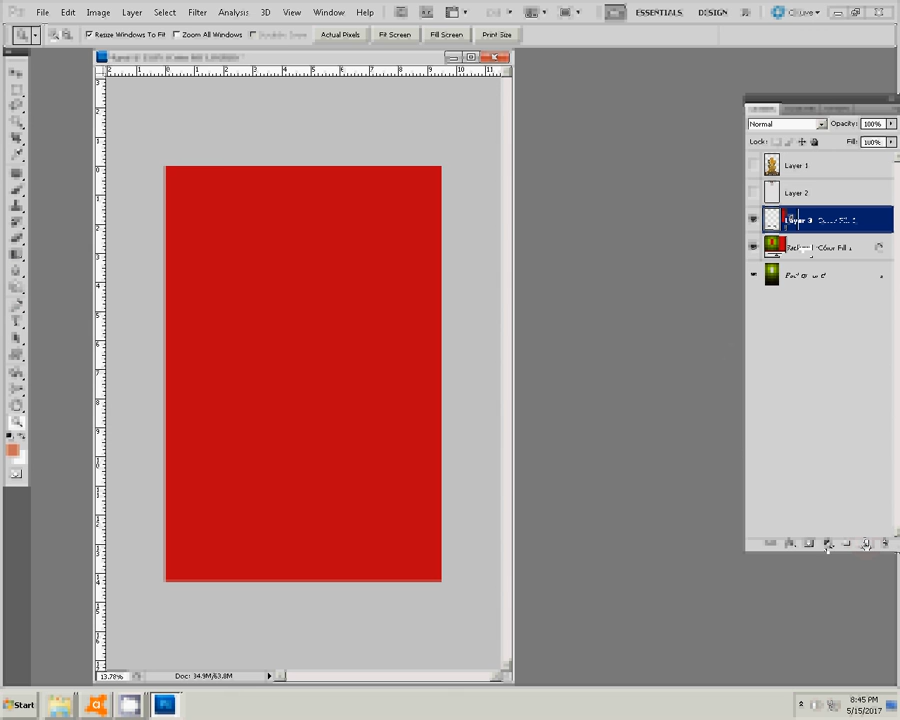 File Edit Image Layer Select Filter Analysis 3D View Window Help
ESSENTIALS DESIGN
Resize Windows To Fit Zoom All Windows Actual Pixels Fit Screen Fill Screen Print Size
Normal Opacity: 100%
Lock: Fill: 100%
Layer 1
Layer 2
Layer 3
13.78% Doc: 34.9M/63.8M
Start
8:45 PM
5/15/2017